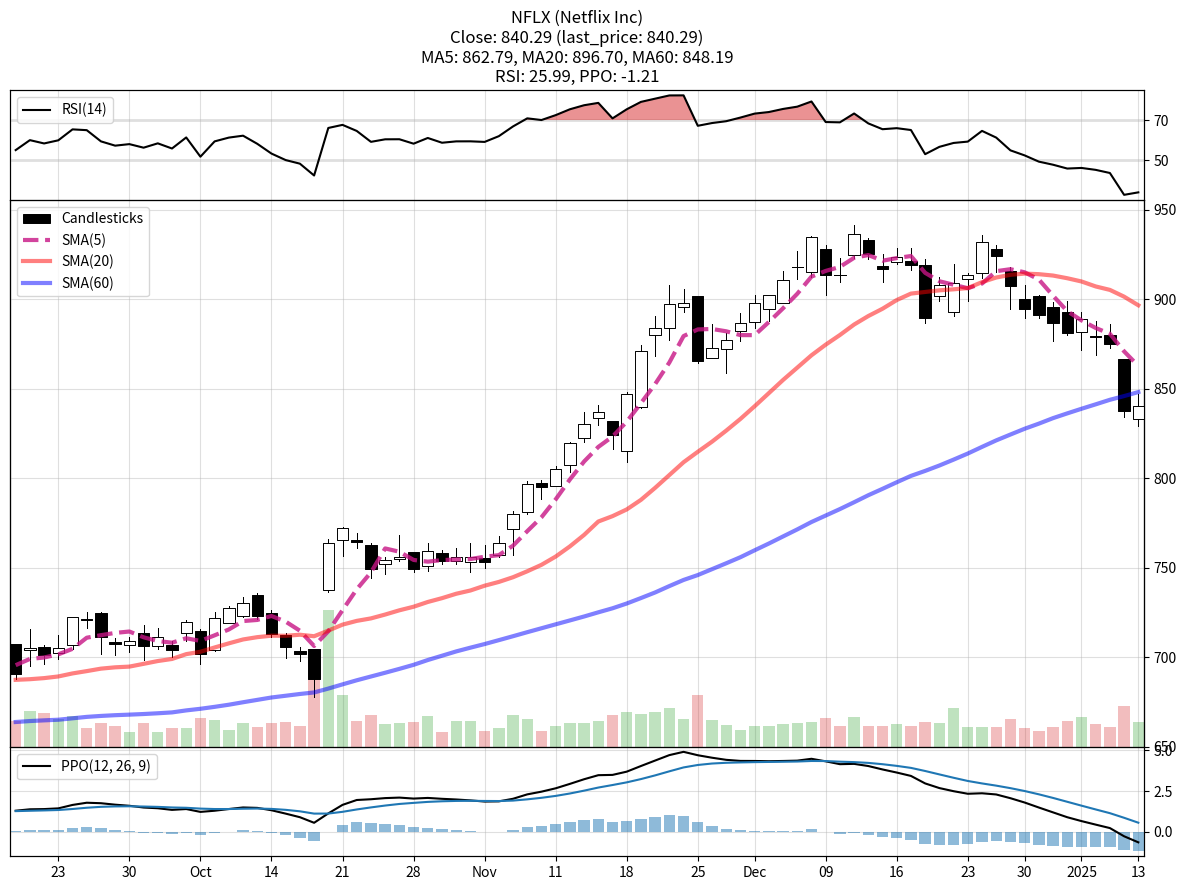 NFLX (Netflix Inc)
Close: 840.29 (last_price: 840.29)
MA5: 862.79, MA20: 896.70, MA60: 848.19
RSI: 25.99, PPO: -1.21
RSI(14)
70
50
Candlesticks
SMA(5)
SMA(20)
SMA(60)
950
900
850
800
750
700
650
PPO(12, 26, 9)
5.0
2.5
0.0
23 30 Oct 14 21 28 Nov 11 18 25 Dec 09 16 23 30 2025 13